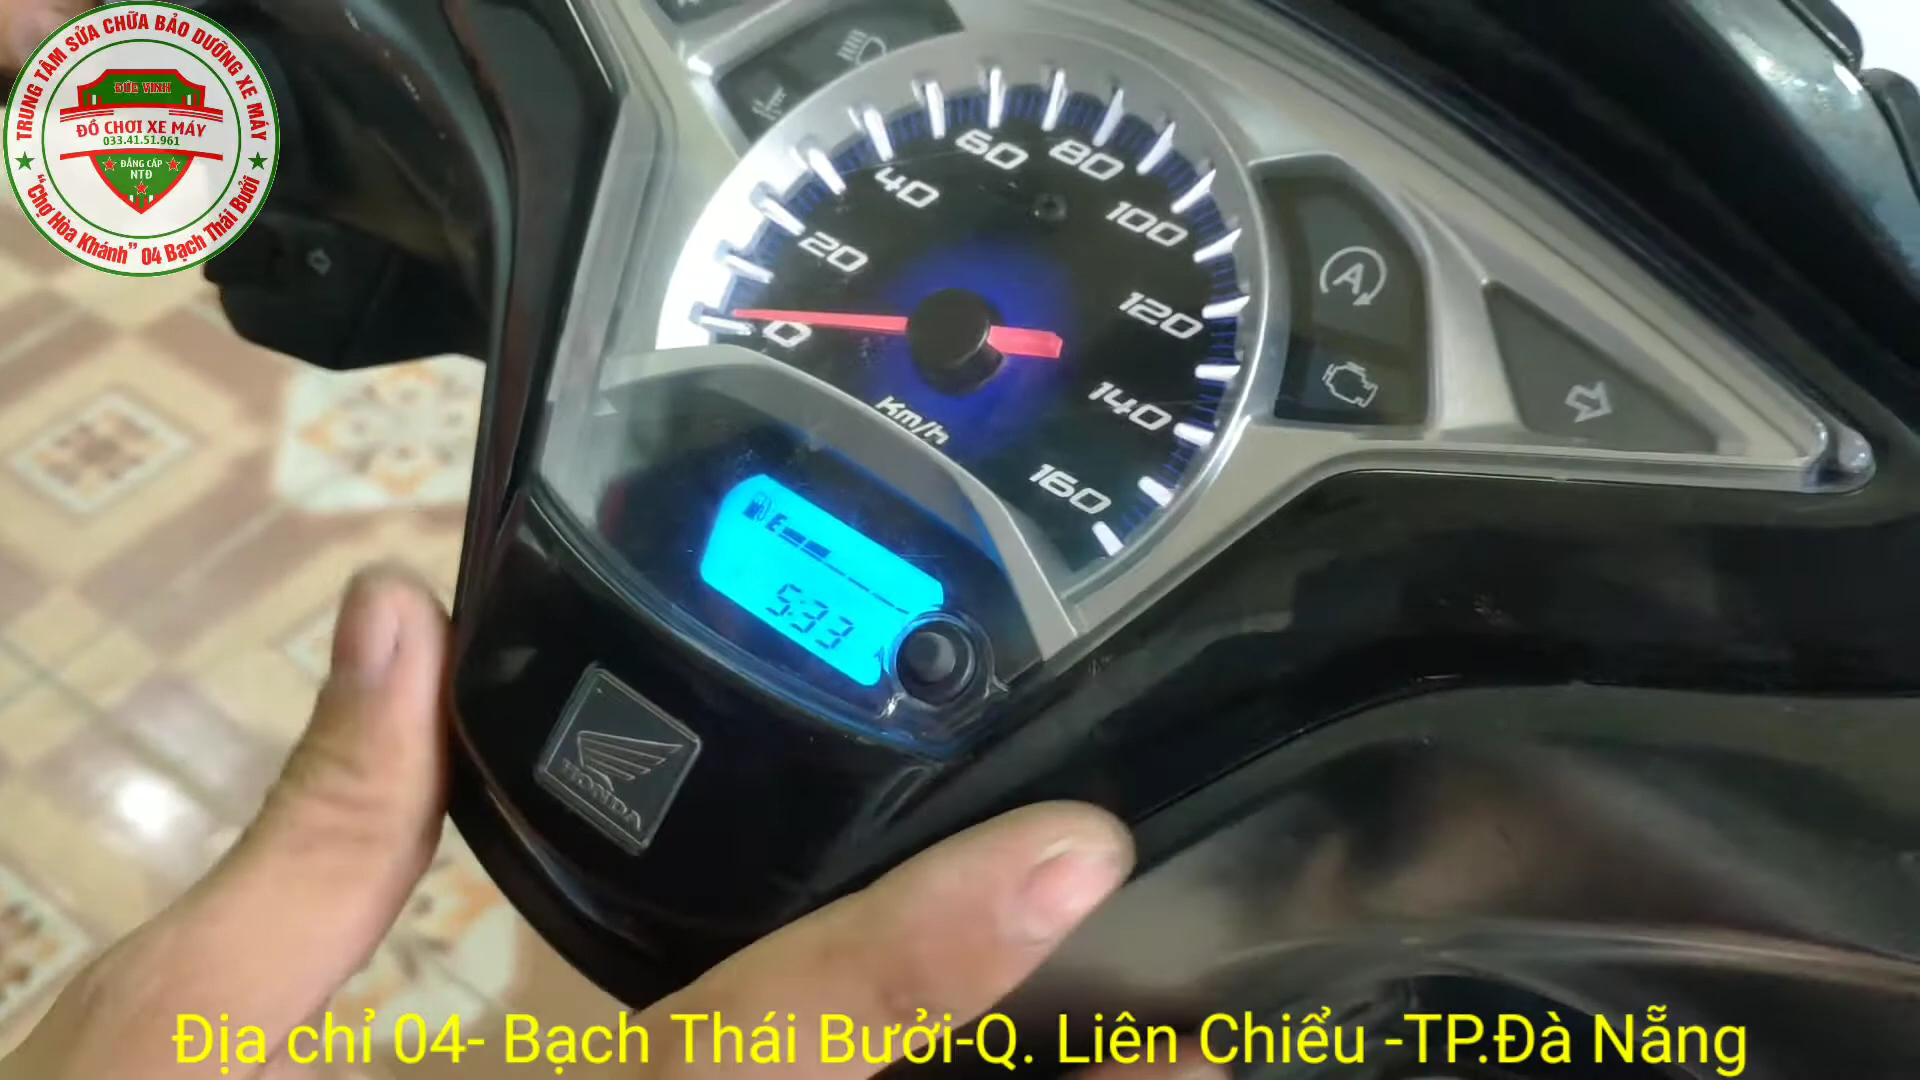 TRUNG TÂM SỬA CHỮA BẢO DƯỠNG XE MÁY
ĐỨC VINH
ĐỒ CHƠI XE MÁY
033.41.51.961
ĐẲNG CẤP
NTĐ
"Chợ Hòa Khánh" 04 Bạch Thái Bưởi
0
20
40
60
80
100
120
140
160
Km/h
A
E
5:33
HONDA
Địa chỉ 04- Bạch Thái Bưởi-Q. Liên Chiểu -TP.Đà Nẵng